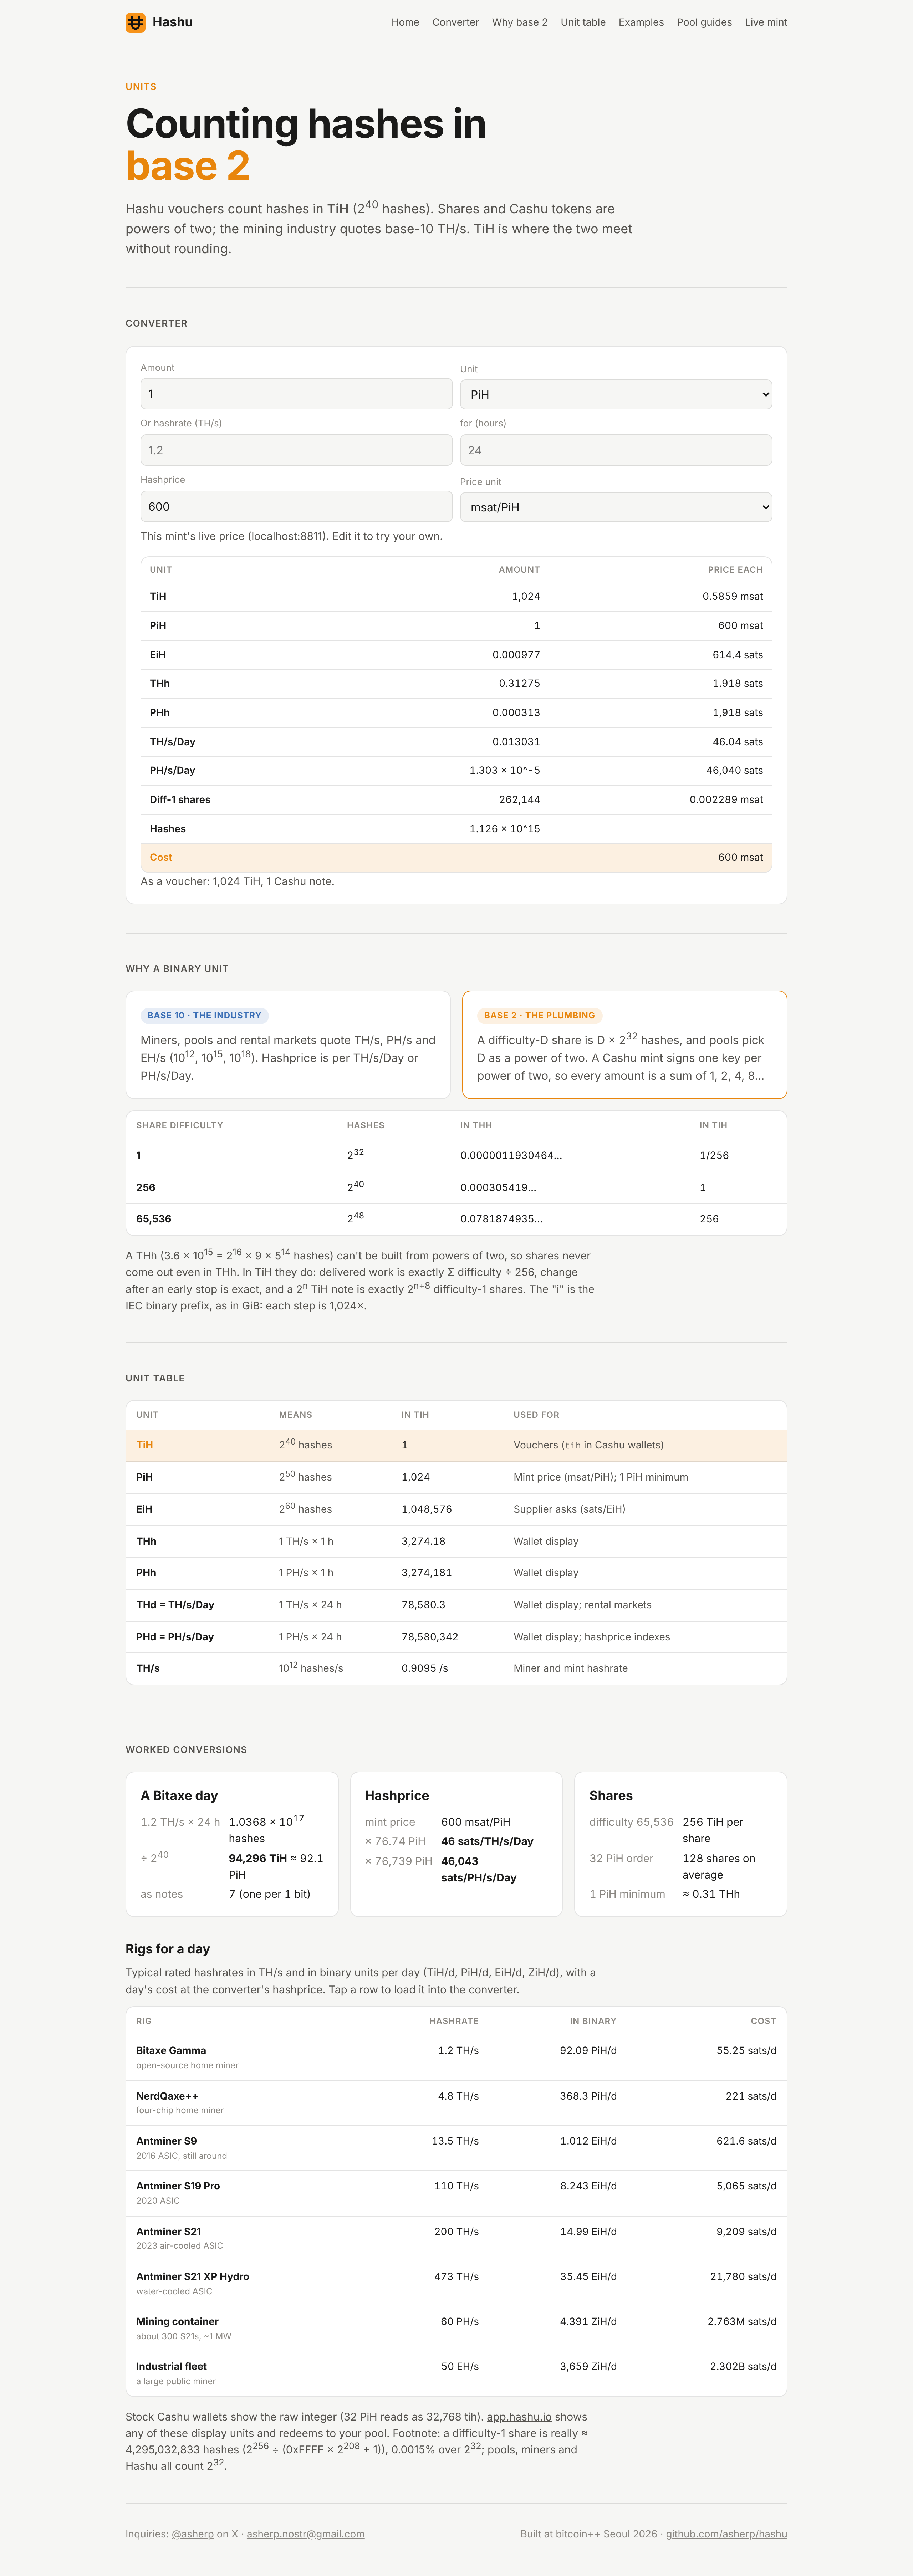 Hashu
Home Converter Why base 2 Unit table Examples Pool guides Live mint
UNITS
Counting hashes in
base 2
Hashu vouchers count hashes in TiH (2^40 hashes). Shares and Cashu tokens are
powers of two; the mining industry quotes base-10 TH/s. TiH is where the two meet
without rounding.
CONVERTER
Amount Unit
1 PiH
Or hashrate (TH/s) for (hours)
1.2 24
Hashprice Price unit
600 msat/PiH
This mint's live price (localhost:8811). Edit it to try your own.
UNIT AMOUNT PRICE EACH
TiH 1,024 0.5859 msat
PiH 1 600 msat
EiH 0.000977 614.4 sats
THh 0.31275 1.918 sats
PHh 0.000313 1,918 sats
TH/s/Day 0.013031 46.04 sats
PH/s/Day 1.303 × 10^-5 46,040 sats
Diff-1 shares 262,144 0.002289 msat
Hashes 1.126 × 10^15
Cost 600 msat
As a voucher: 1,024 TiH, 1 Cashu note.
WHY A BINARY UNIT
BASE 10 · THE INDUSTRY
Miners, pools and rental markets quote TH/s, PH/s and
EH/s (10^12, 10^15, 10^18). Hashprice is per TH/s/Day or
PH/s/Day.
BASE 2 · THE PLUMBING
A difficulty-D share is D × 2^32 hashes, and pools pick
D as a power of two. A Cashu mint signs one key per
power of two, so every amount is a sum of 1, 2, 4, 8…
SHARE DIFFICULTY HASHES IN THH IN TIH
1 2^32 0.0000011930464… 1/256
256 2^40 0.000305419… 1
65,536 2^48 0.0781874935… 256
A THh (3.6 × 10^15 = 2^16 × 9 × 5^14 hashes) can't be built from powers of two, so shares never
come out even in THh. In TiH they do: delivered work is exactly Σ difficulty ÷ 256, change
after an early stop is exact, and a 2^n TiH note is exactly 2^n+8 difficulty-1 shares. The "i" is the
IEC binary prefix, as in GiB: each step is 1,024×.
UNIT TABLE
UNIT MEANS IN TIH USED FOR
TiH 2^40 hashes 1 Vouchers (tih in Cashu wallets)
PiH 2^50 hashes 1,024 Mint price (msat/PiH); 1 PiH minimum
EiH 2^60 hashes 1,048,576 Supplier asks (sats/EiH)
THh 1 TH/s × 1 h 3,274.18 Wallet display
PHh 1 PH/s × 1 h 3,274,181 Wallet display
THd = TH/s/Day 1 TH/s × 24 h 78,580.3 Wallet display; rental markets
PHd = PH/s/Day 1 PH/s × 24 h 78,580,342 Wallet display; hashprice indexes
TH/s 10^12 hashes/s 0.9095 /s Miner and mint hashrate
WORKED CONVERSIONS
A Bitaxe day
1.2 TH/s × 24 h 1.0368 × 10^17
hashes
÷ 2^40 94,296 TiH ≈ 92.1
PiH
as notes 7 (one per 1 bit)
Hashprice
mint price 600 msat/PiH
× 76.74 PiH 46 sats/TH/s/Day
× 76,739 PiH 46,043
sats/PH/s/Day
Shares
difficulty 65,536 256 TiH per
share
32 PiH order 128 shares on
average
1 PiH minimum ≈ 0.31 THh
Rigs for a day
Typical rated hashrates in TH/s and in binary units per day (TiH/d, PiH/d, EiH/d, ZiH/d), with a
day's cost at the converter's hashprice. Tap a row to load it into the converter.
RIG HASHRATE IN BINARY COST
Bitaxe Gamma 1.2 TH/s 92.09 PiH/d 55.25 sats/d
open-source home miner
NerdQaxe++ 4.8 TH/s 368.3 PiH/d 221 sats/d
four-chip home miner
Antminer S9 13.5 TH/s 1.012 EiH/d 621.6 sats/d
2016 ASIC, still around
Antminer S19 Pro 110 TH/s 8.243 EiH/d 5,065 sats/d
2020 ASIC
Antminer S21 200 TH/s 14.99 EiH/d 9,209 sats/d
2023 air-cooled ASIC
Antminer S21 XP Hydro 473 TH/s 35.45 EiH/d 21,780 sats/d
water-cooled ASIC
Mining container 60 PH/s 4.391 ZiH/d 2.763M sats/d
about 300 S21s, ~1 MW
Industrial fleet 50 EH/s 3,659 ZiH/d 2.302B sats/d
a large public miner
Stock Cashu wallets show the raw integer (32 PiH reads as 32,768 tih). app.hashu.io shows
any of these display units and redeems to your pool. Footnote: a difficulty-1 share is really ≈
4,295,032,833 hashes (2^256 ÷ (0xFFFF × 2^208 + 1)), 0.0015% over 2^32; pools, miners and
Hashu all count 2^32.
Inquiries: @asherp on X · asherp.nostr@gmail.com Built at bitcoin++ Seoul 2026 · github.com/asherp/hashu